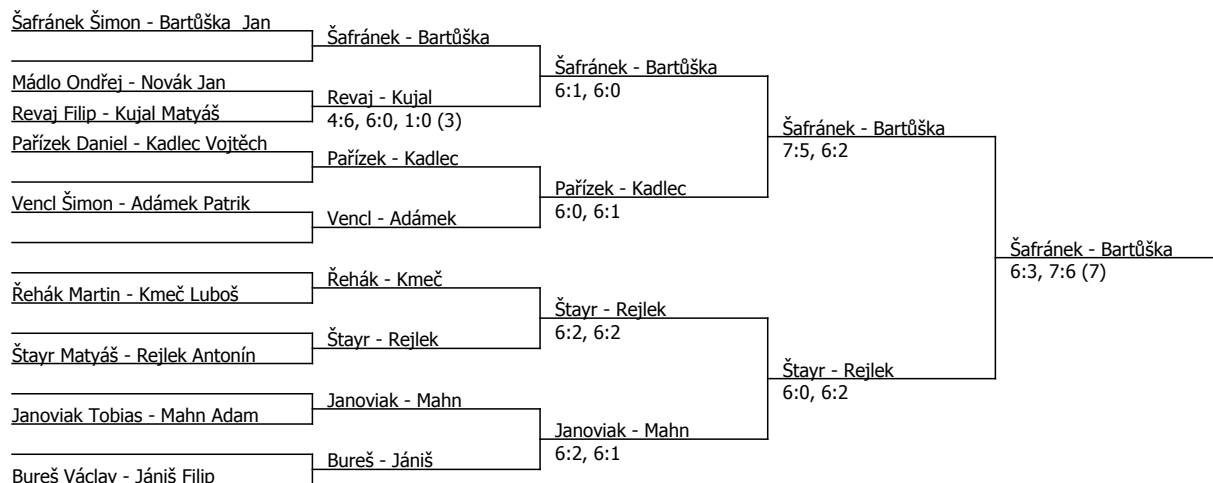 Šafránek Šimon - Bartůška  Jan
Mádlo Ondřej - Novák Jan
Revaj Filip - Kujal Matyáš
Pařízek Daniel - Kadlec Vojtěch
Vencl Šimon - Adámek Patrik
Řehák Martin - Kmeč Luboš
Štayr Matyáš - Rejlek Antonín
Janoviak Tobias - Mahn Adam
Bureš Václav - Jániš Filip
Šafránek - Bartůška
Revaj - Kujal
4:6, 6:0, 1:0 (3)
Pařízek - Kadlec
Vencl - Adámek
Řehák - Kmeč
Štayr - Rejlek
Janoviak - Mahn
Bureš - Jániš
Šafránek - Bartůška
6:1, 6:0
Pařízek - Kadlec
6:0, 6:1
Štayr - Rejlek
6:2, 6:2
Janoviak - Mahn
6:2, 6:1
Šafránek - Bartůška
7:5, 6:2
Štayr - Rejlek
6:0, 6:2
Šafránek - Bartůška
6:3, 7:6 (7)